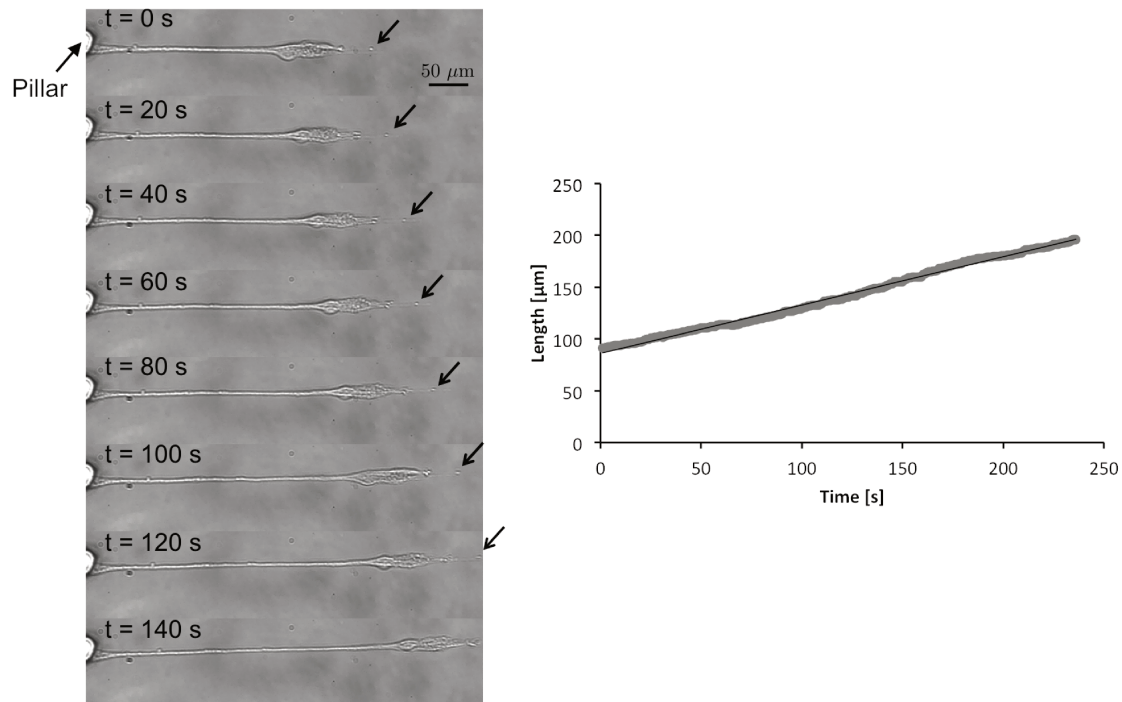 t = 0 s
Pillar
50 μm
t = 20 s
t = 40 s
t = 60 s
t = 80 s
t = 100 s
t = 120 s
t = 140 s
250
200
150
100
50
0
Length [μm]
0 50 100 150 200 250
Time [s]